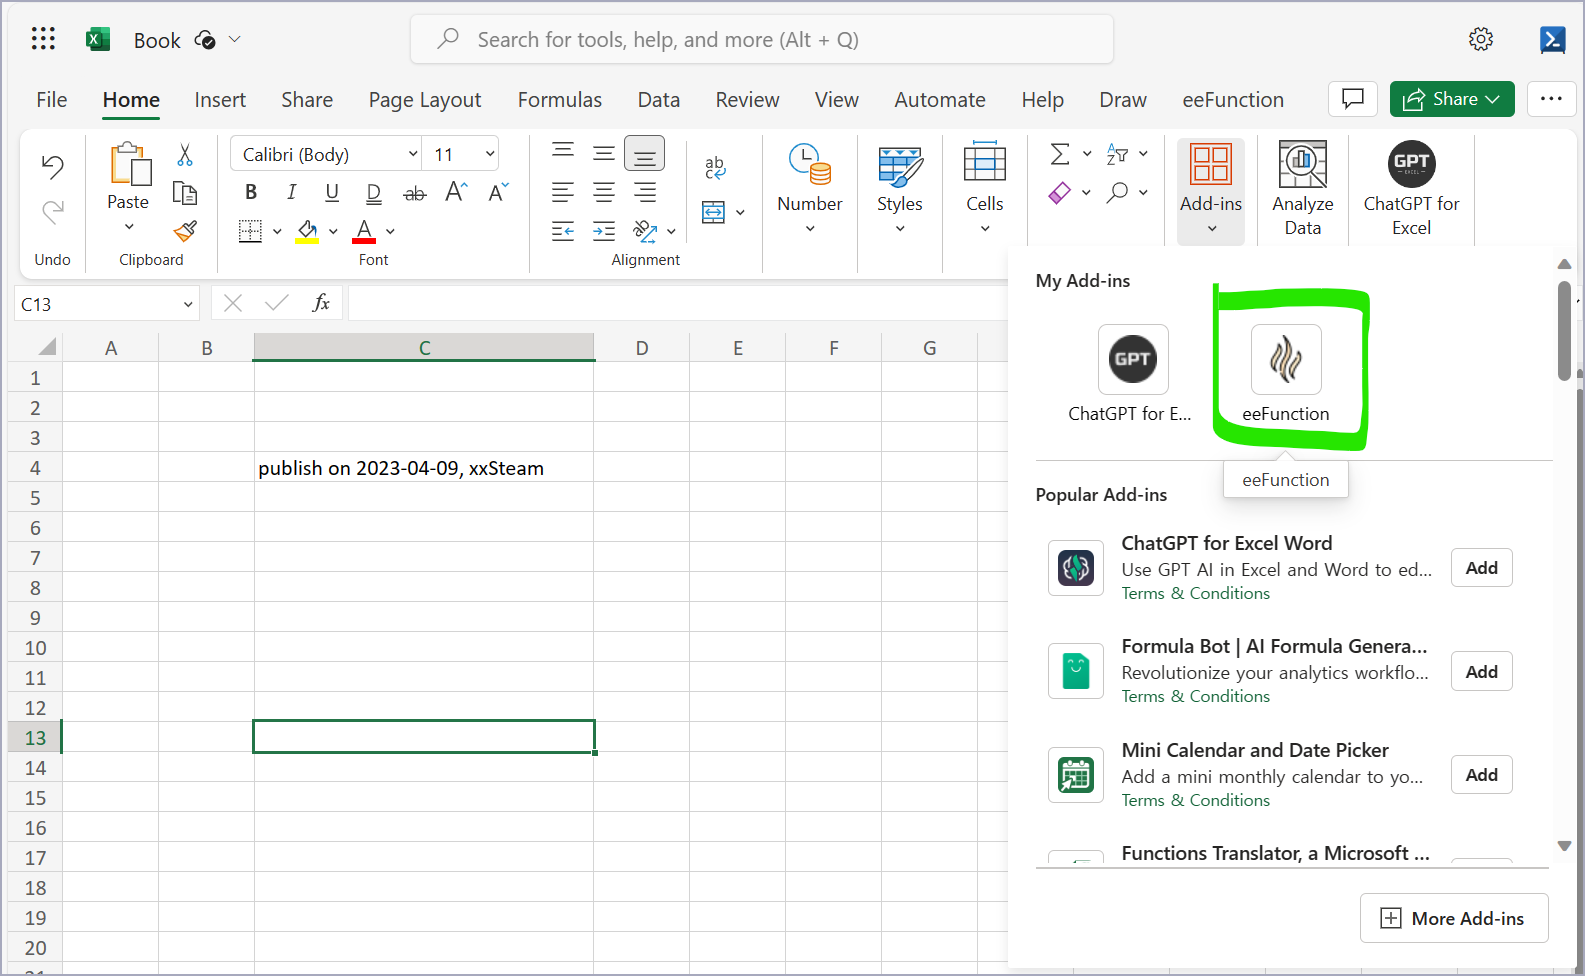 Book
Search for tools, help, and more (Alt + Q)
File Home Insert Share Page Layout Formulas Data Review View Automate Help Draw eeFunction Share
Calibri (Body) 11
Paste
B I U D ab A A
A
ab
c
A
Z
Number
Styles
Cells
Add-ins
Analyze
Data
GPT
EXCEL
ChatGPT for
Excel
Undo Clipboard Font Alignment
C13 fx
A B C D E F G
1
2
3
4 publish on 2023-04-09, xxSteam
5
6
7
8
9
10
11
12
13
14
15
16
17
18
19
20
21
My Add-ins
GPT
ChatGPT for E...
eeFunction
eeFunction
Popular Add-ins
ChatGPT for Excel Word
Use GPT AI in Excel and Word to ed...
Terms & Conditions
Add
Formula Bot | AI Formula Genera...
Revolutionize your analytics workflo...
Terms & Conditions
Add
Mini Calendar and Date Picker
Add a mini monthly calendar to yo...
Terms & Conditions
Add
Functions Translator, a Microsoft ...
More Add-ins